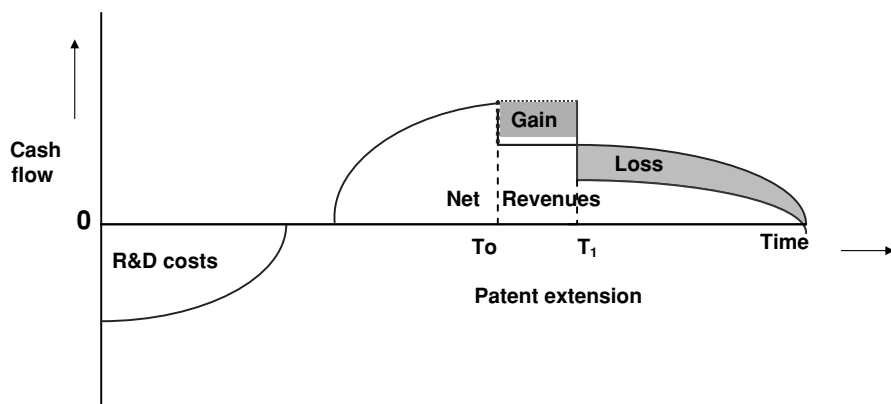 Gain
Cash
flow
Loss
Net Revenues
0
To T₁ Time
R&D costs
Patent extension